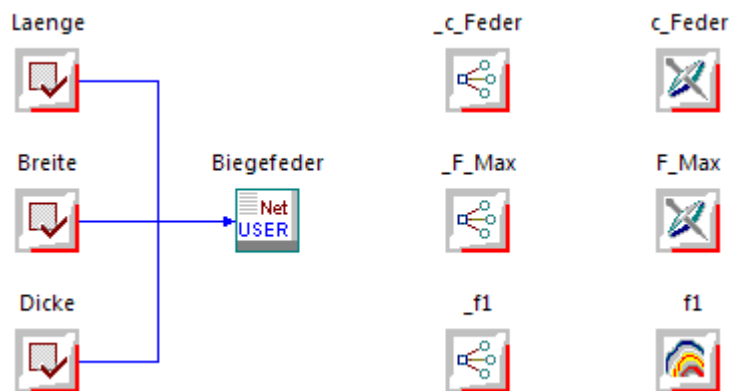 Laenge _c_Feder c_Feder
Breite Biegefeder _F_Max F_Max
Net
USER
Dicke _f1 f1